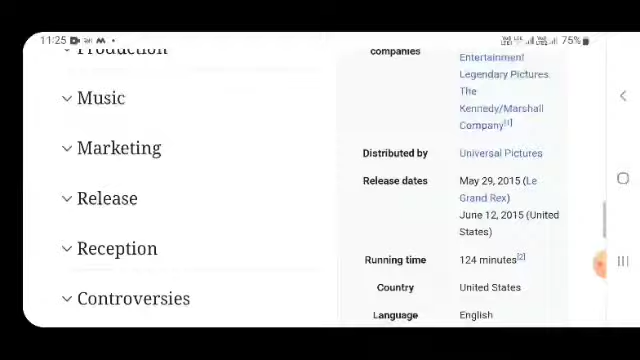 11:25
75%
Production
Music
Marketing
Release
Reception
Controversies
companies
Entertainment
Legendary Pictures
The
Kennedy/Marshall
Company[1]
Distributed by Universal Pictures
Release dates May 29, 2015 (Le
Grand Rex)
June 12, 2015 (United
States)
Running time 124 minutes[2]
Country United States
Language English